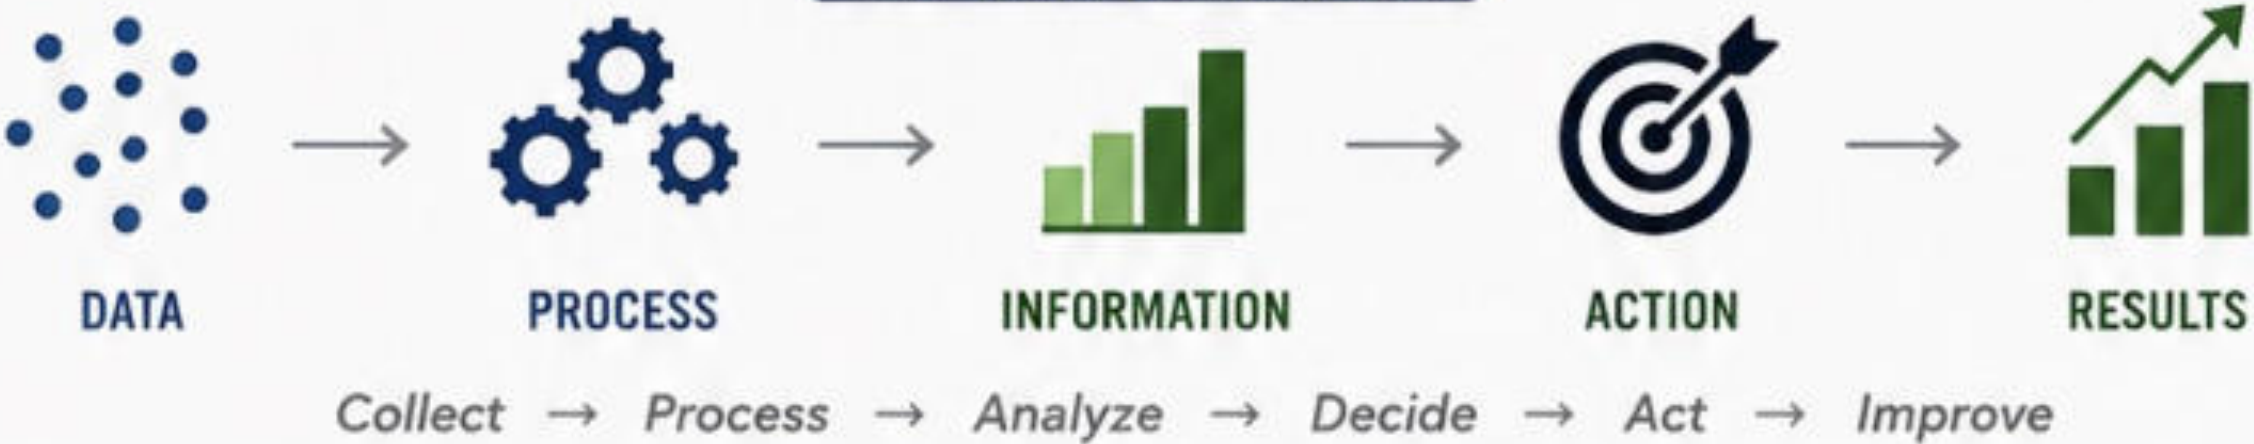 DATA → PROCESS → INFORMATION → ACTION → RESULTS
Collect → Process → Analyze → Decide → Act → Improve